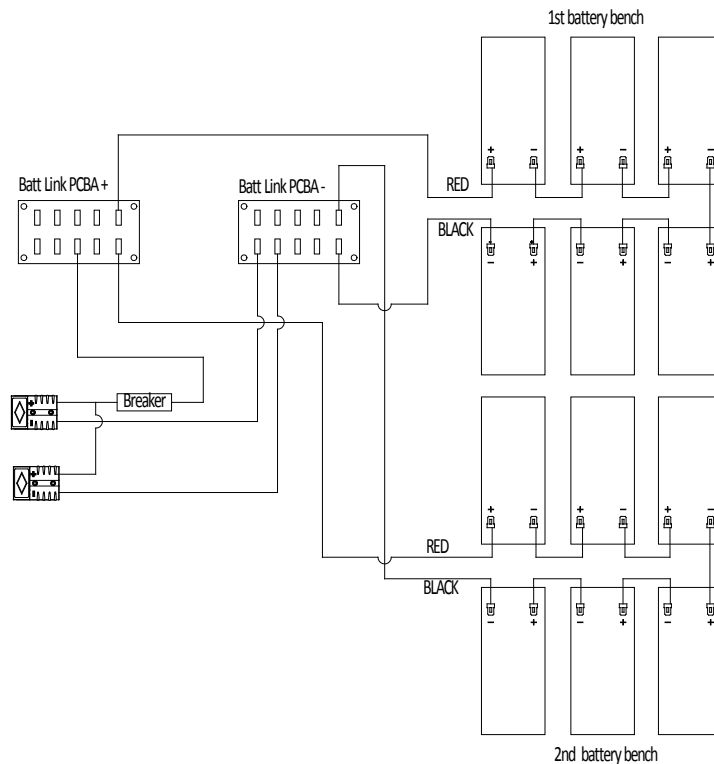 1st battery bench
+ − + − + −
RED
Batt Link PCBA +
Batt Link PCBA -
BLACK
− + − + − +
Breaker
+
−
+
−
+ − + − + −
RED
BLACK
− + − + − +
2nd battery bench